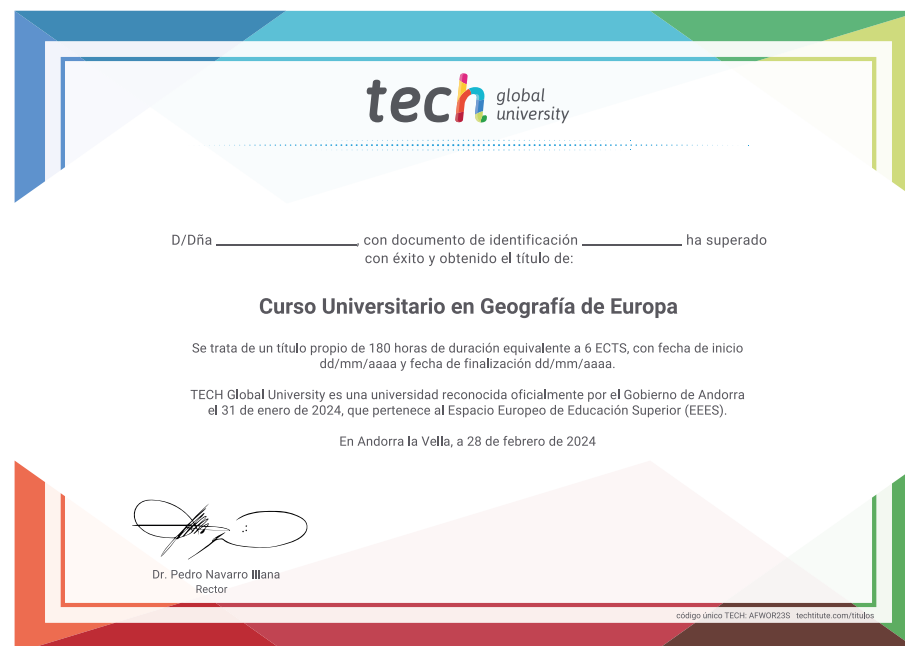 tech global
university
D/Dña ____________________, con documento de identificación ______________ ha superado
con éxito y obtenido el título de:
Curso Universitario en Geografía de Europa
Se trata de un título propio de 180 horas de duración equivalente a 6 ECTS, con fecha de inicio
dd/mm/aaaa y fecha de finalización dd/mm/aaaa.
TECH Global University es una universidad reconocida oficialmente por el Gobierno de Andorra
el 31 de enero de 2024, que pertenece al Espacio Europeo de Educación Superior (EEES).
En Andorra la Vella, a 28 de febrero de 2024
Dr. Pedro Navarro Illana
Rector
código único TECH: AFWOR23S techtitute.com/titulos